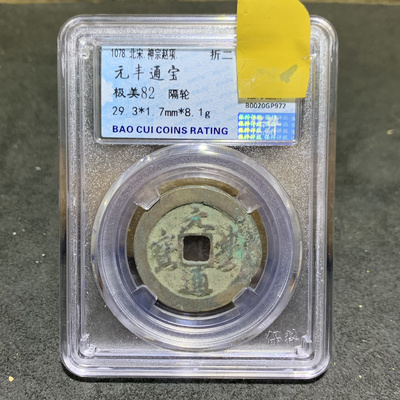 1078 北宋 神宗赵顼 折二
元丰通宝
极美82 隔轮
29.3*1.7mm*8.1g
B0020GP972
BAO CUI COINS RATING
元豐通寶